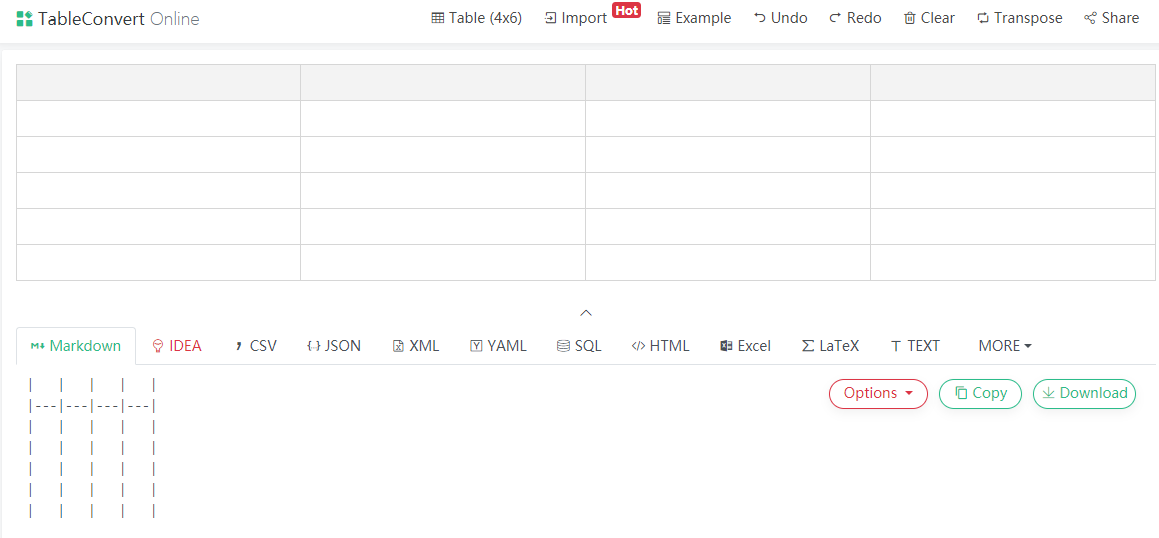 TableConvert Online Table (4x6) Import Hot Example Undo Redo Clear Transpose Share
Markdown IDEA CSV JSON XML YAML SQL HTML Excel LaTeX TEXT MORE
|   |   |   |   |
|---|---|---|---|
|   |   |   |   |
|   |   |   |   |
|   |   |   |   |
|   |   |   |   |
|   |   |   |   |
Options Copy Download